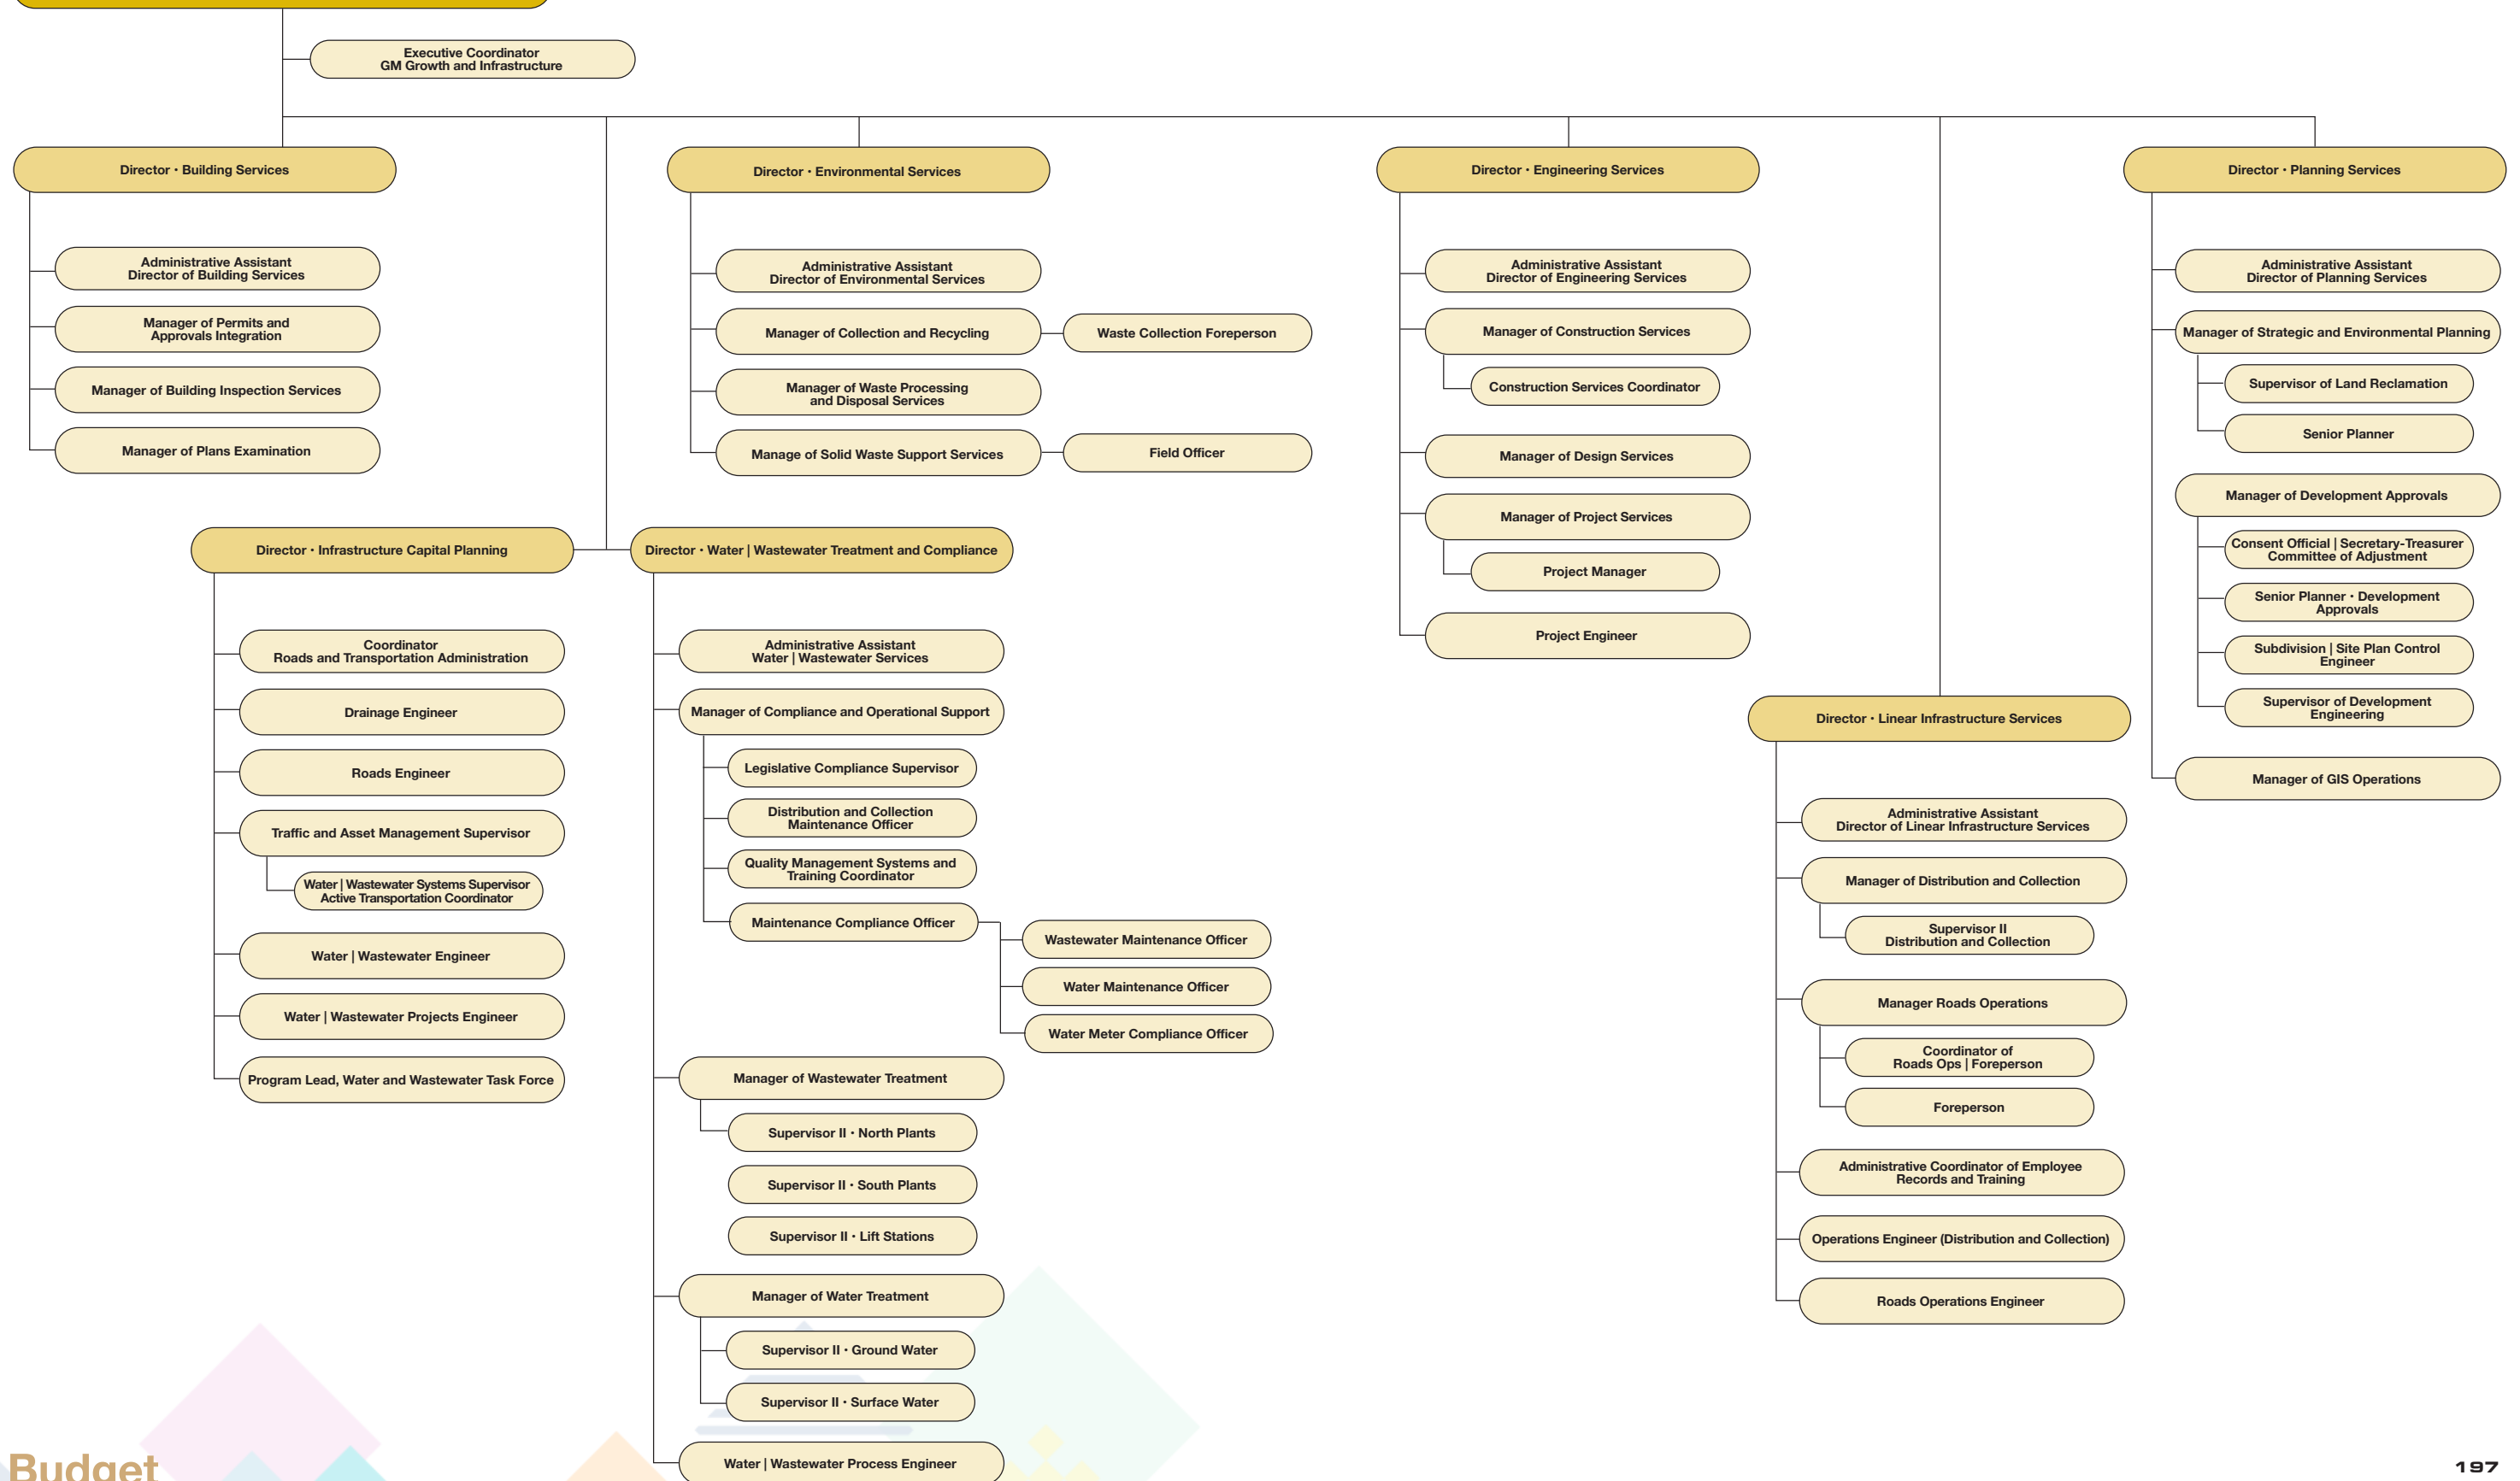 Executive Coordinator
GM Growth and Infrastructure
Director • Building Services
Administrative Assistant
Director of Building Services
Manager of Permits and
Approvals Integration
Manager of Building Inspection Services
Manager of Plans Examination
Director • Environmental Services
Administrative Assistant
Director of Environmental Services
Manager of Collection and Recycling
Waste Collection Foreperson
Manager of Waste Processing
and Disposal Services
Manage of Solid Waste Support Services
Field Officer
Director • Engineering Services
Administrative Assistant
Director of Engineering Services
Manager of Construction Services
Construction Services Coordinator
Manager of Design Services
Manager of Project Services
Project Manager
Project Engineer
Director • Planning Services
Administrative Assistant
Director of Planning Services
Manager of Strategic and Environmental Planning
Supervisor of Land Reclamation
Senior Planner
Manager of Development Approvals
Consent Official | Secretary-Treasurer
Committee of Adjustment
Senior Planner • Development
Approvals
Subdivision | Site Plan Control
Engineer
Supervisor of Development
Engineering
Manager of GIS Operations
Director • Infrastructure Capital Planning
Coordinator
Roads and Transportation Administration
Drainage Engineer
Roads Engineer
Traffic and Asset Management Supervisor
Water | Wastewater Systems Supervisor
Active Transportation Coordinator
Water | Wastewater Engineer
Water | Wastewater Projects Engineer
Program Lead, Water and Wastewater Task Force
Director • Water | Wastewater Treatment and Compliance
Administrative Assistant
Water | Wastewater Services
Manager of Compliance and Operational Support
Legislative Compliance Supervisor
Distribution and Collection
Maintenance Officer
Quality Management Systems and
Training Coordinator
Maintenance Compliance Officer
Wastewater Maintenance Officer
Water Maintenance Officer
Water Meter Compliance Officer
Manager of Wastewater Treatment
Supervisor II • North Plants
Supervisor II • South Plants
Supervisor II • Lift Stations
Manager of Water Treatment
Supervisor II • Ground Water
Supervisor II • Surface Water
Water | Wastewater Process Engineer
Director • Linear Infrastructure Services
Administrative Assistant
Director of Linear Infrastructure Services
Manager of Distribution and Collection
Supervisor II
Distribution and Collection
Manager Roads Operations
Coordinator of
Roads Ops | Foreperson
Foreperson
Administrative Coordinator of Employee
Records and Training
Operations Engineer (Distribution and Collection)
Roads Operations Engineer
Budget
197